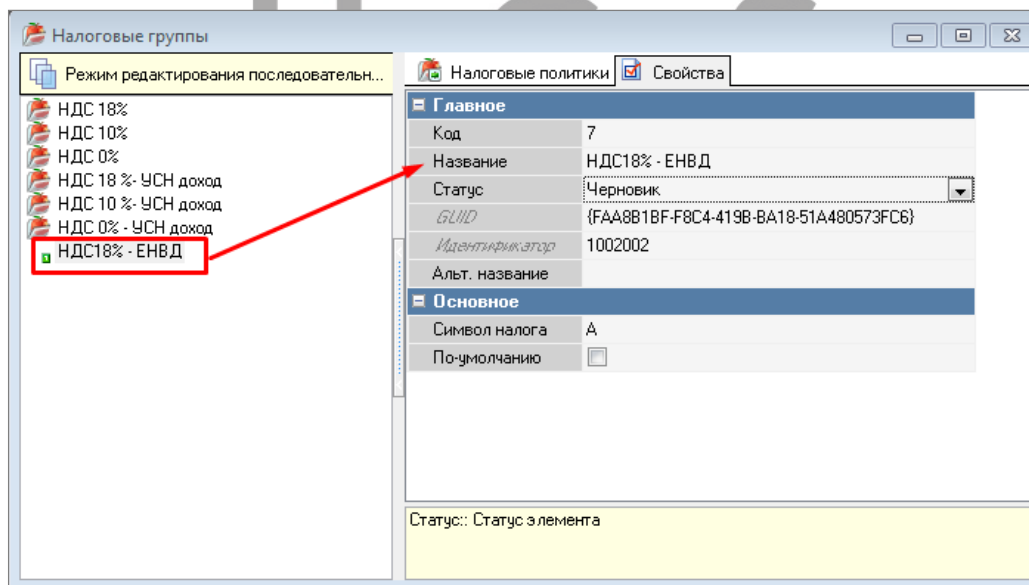 Налоговые группы
Режим редактирования последовательн...
НДС 18%
НДС 10%
НДС 0%
НДС 18 %- УСН доход
НДС 10 %- УСН доход
НДС 0% - УСН доход
НДС18% - ЕНВД
Налоговые политики
Свойства
Главное
Код 7
Название НДС18% - ЕНВД
Статус Черновик
GUID {FAA8B1BF-F8C4-419B-BA18-51A480573FC6}
Идентификатор 1002002
Альт. название
Основное
Символ налога А
По-умолчанию
Статус:: Статус элемента